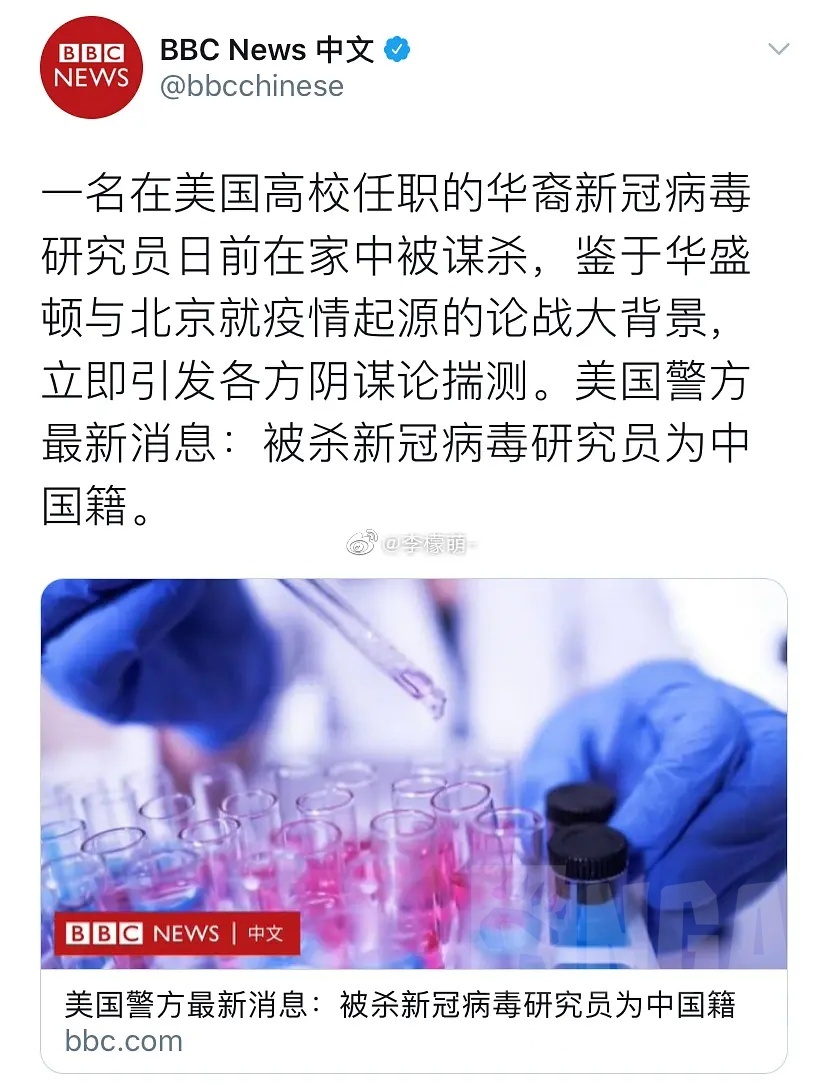 BBC
NEWS
BBC News 中文
@bbcchinese
一名在美国高校任职的华裔新冠病毒
研究员日前在家中被谋杀，鉴于华盛
顿与北京就疫情起源的论战大背景，
立即引发各方阴谋论揣测。美国警方
最新消息：被杀新冠病毒研究员为中
国籍。
@李檬萌-
BBC NEWS | 中文
NGA
美国警方最新消息：被杀新冠病毒研究员为中国籍
bbc.com